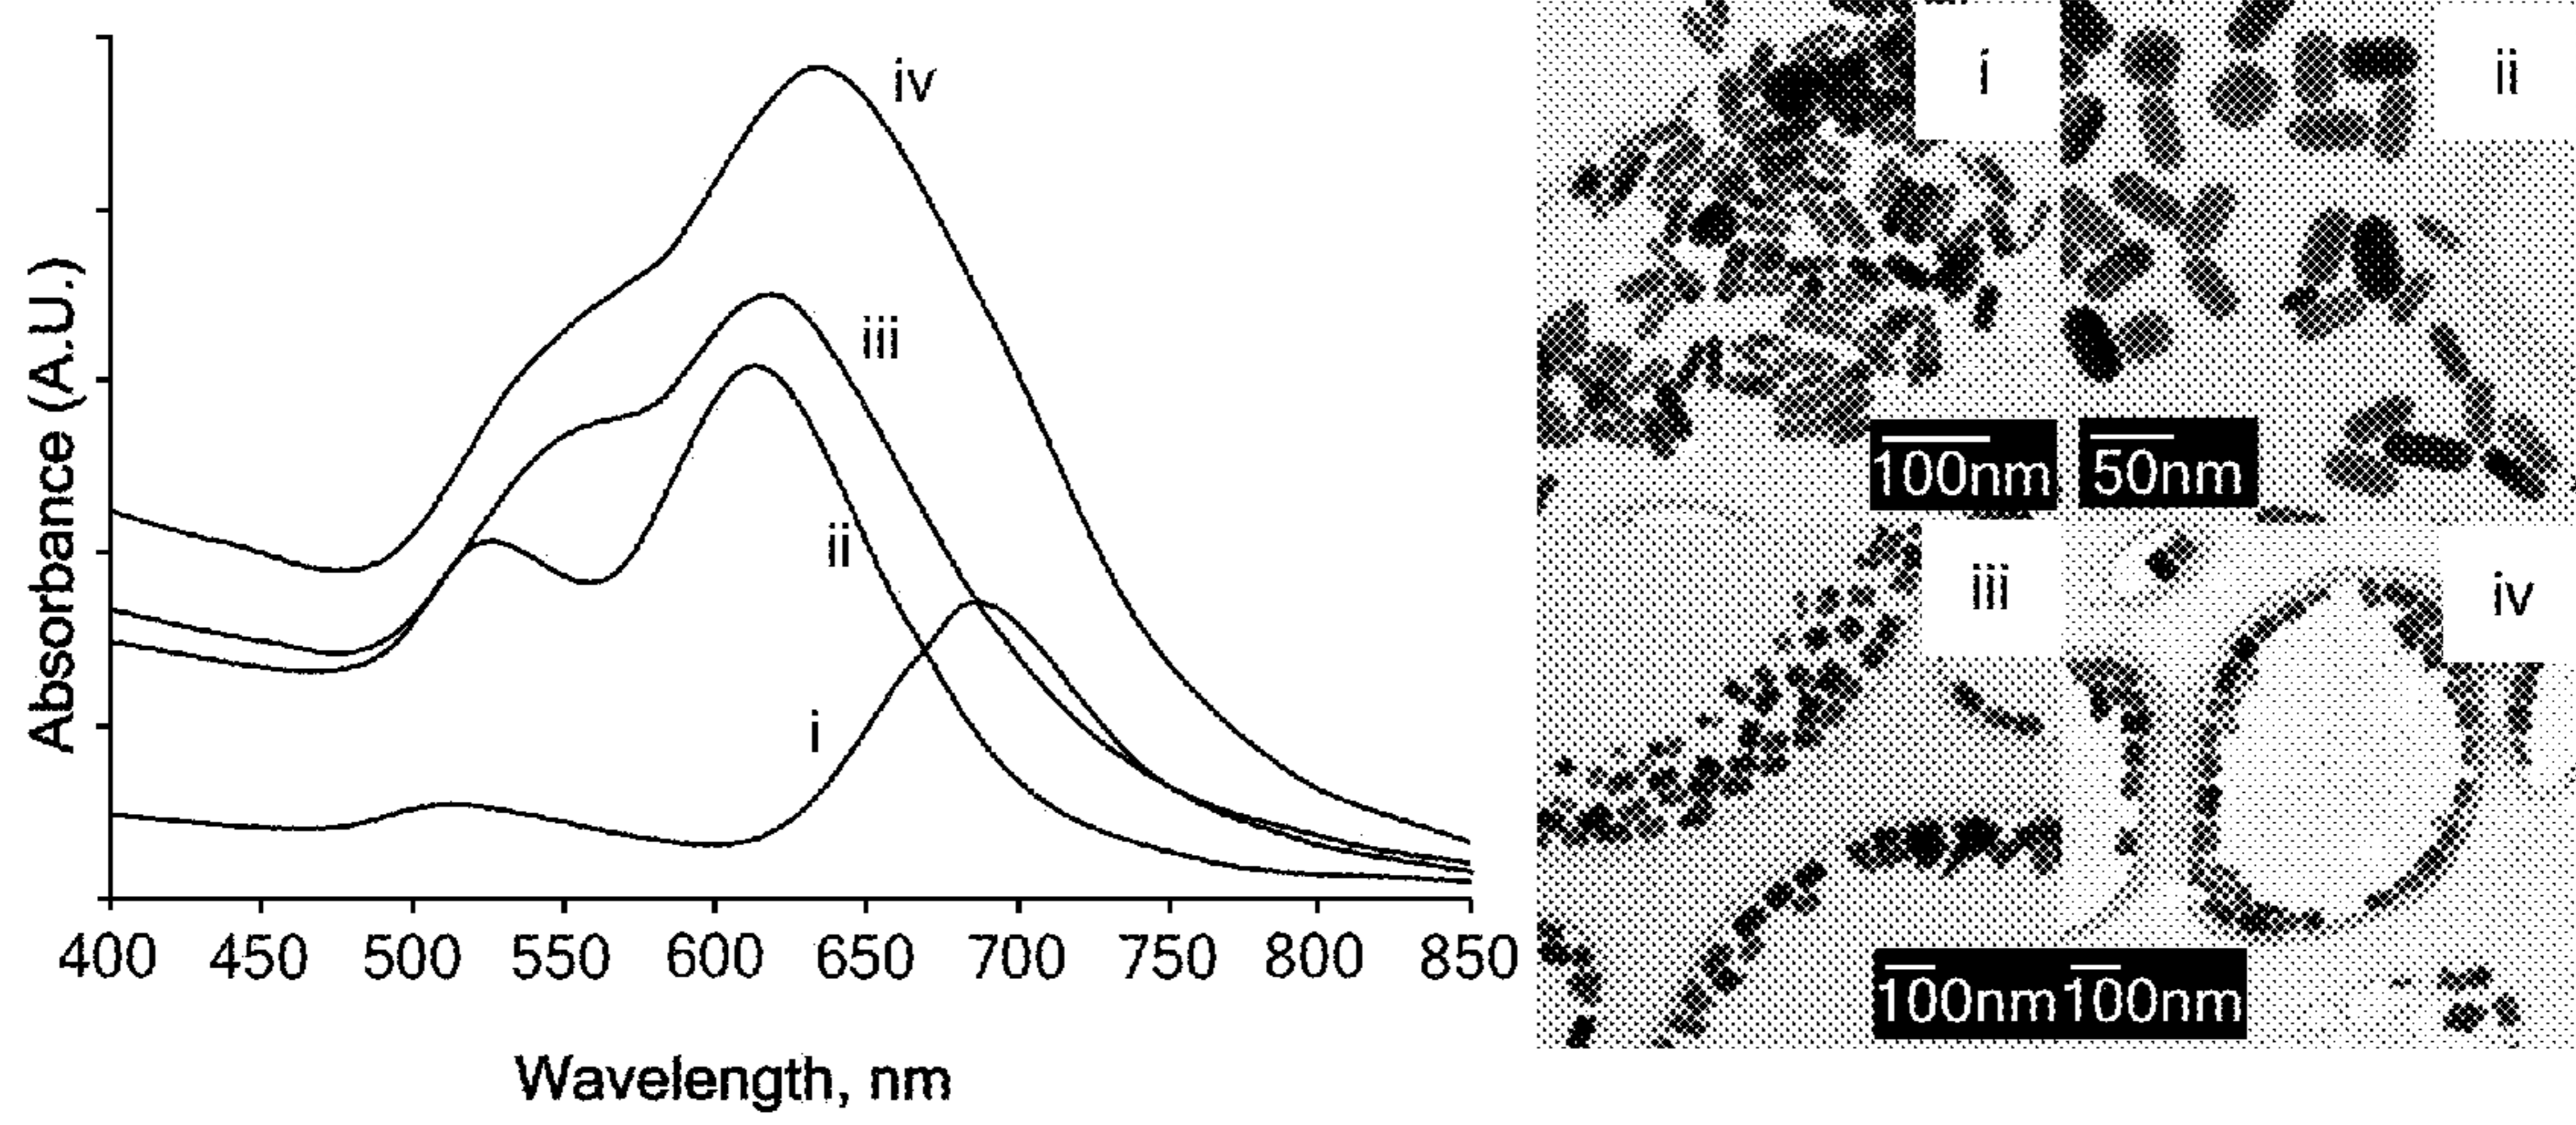 Absorbance (A.U.)
iv
iii
ii
i
400 450 500 550 600 650 700 750 800 850
Wavelength, nm
i
ii
100nm
50nm
iii
iv
100nm
100nm